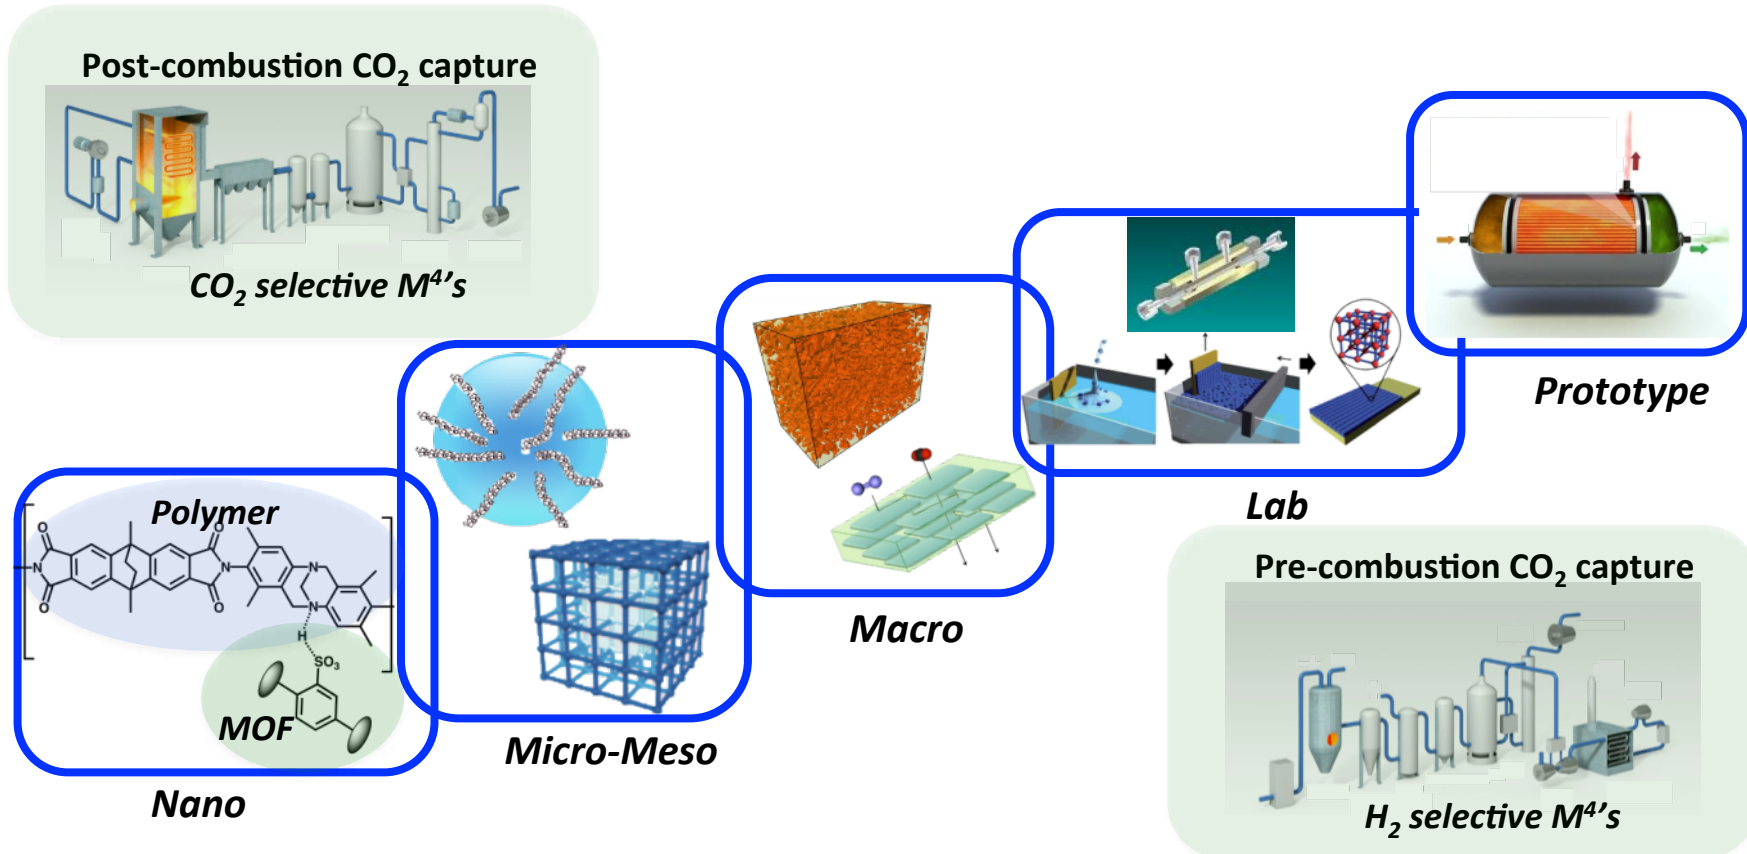 Post-combustion CO₂ capture
CO₂ selective M⁴’s
Prototype
Lab
Macro
Micro-Meso
Polymer
O
O
N
N
O
O
N
N
H
SO₃
MOF
Nano
Pre-combustion CO₂ capture
H₂ selective M⁴’s